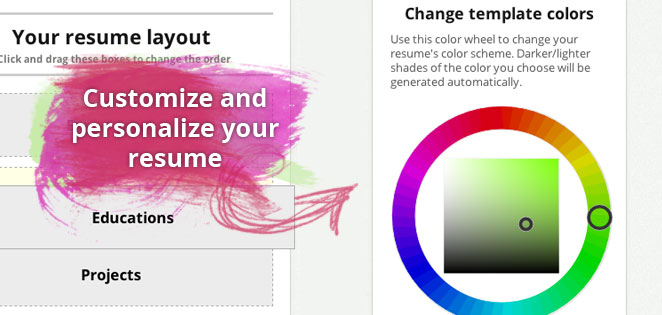 Your resume layout
Click and drag these boxes to change the order
Customize and
personalize your
resume
Educations
Projects
Change template colors
Use this color wheel to change your
resume's color scheme. Darker/lighter
shades of the color you choose will be
generated automatically.